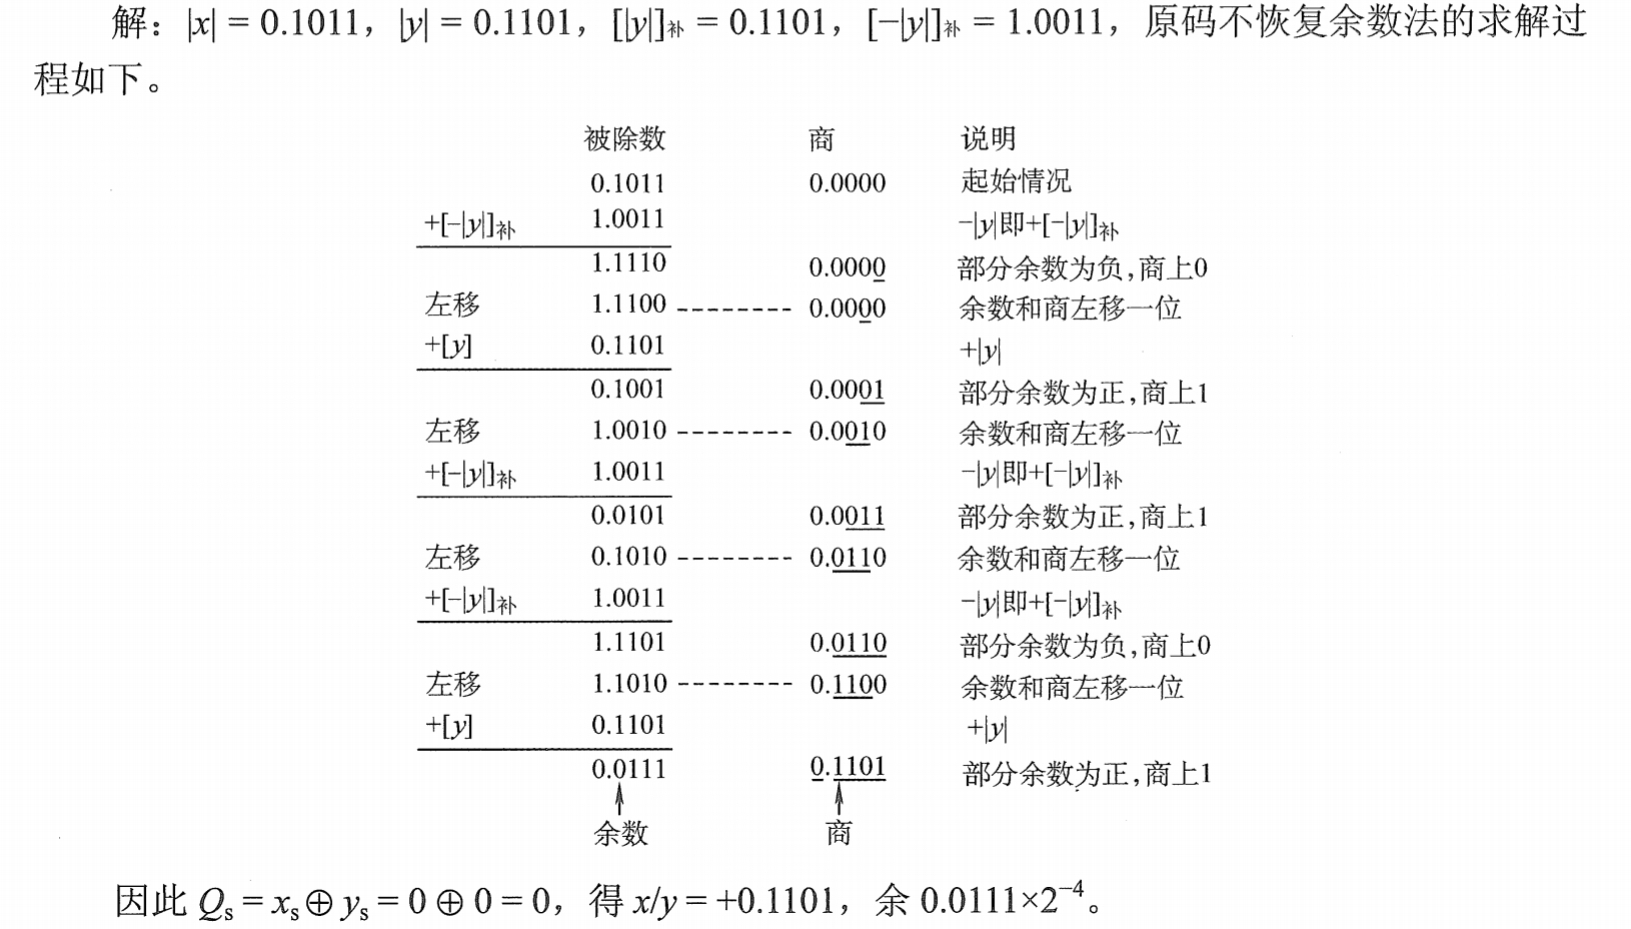 解：|x| = 0.1011，|y| = 0.1101，[|y|]补 = 0.1101，[−|y|]补 = 1.0011，原码不恢复余数法的求解过
程如下。
被除数 商 说明
0.1011 0.0000 起始情况
+[−|y|]补 1.0011 −|y|即+[−|y|]补
1.1110 0.0000 部分余数为负,商上0
左移 1.1100 -------- 0.0000 余数和商左移一位
+[y] 0.1101 +|y|
0.1001 0.0001 部分余数为正,商上1
左移 1.0010 -------- 0.0010 余数和商左移一位
+[−|y|]补 1.0011 −|y|即+[−|y|]补
0.0101 0.0011 部分余数为正,商上1
左移 0.1010 -------- 0.0110 余数和商左移一位
+[−|y|]补 1.0011 −|y|即+[−|y|]补
1.1101 0.0110 部分余数为负,商上0
左移 1.1010 -------- 0.1100 余数和商左移一位
+[y] 0.1101 +|y|
0.0111 0.1101 部分余数为正,商上1
余数 商
因此 Qs = xs ⊕ ys = 0 ⊕ 0 = 0，得 x/y = +0.1101，余 0.0111×2⁻⁴。